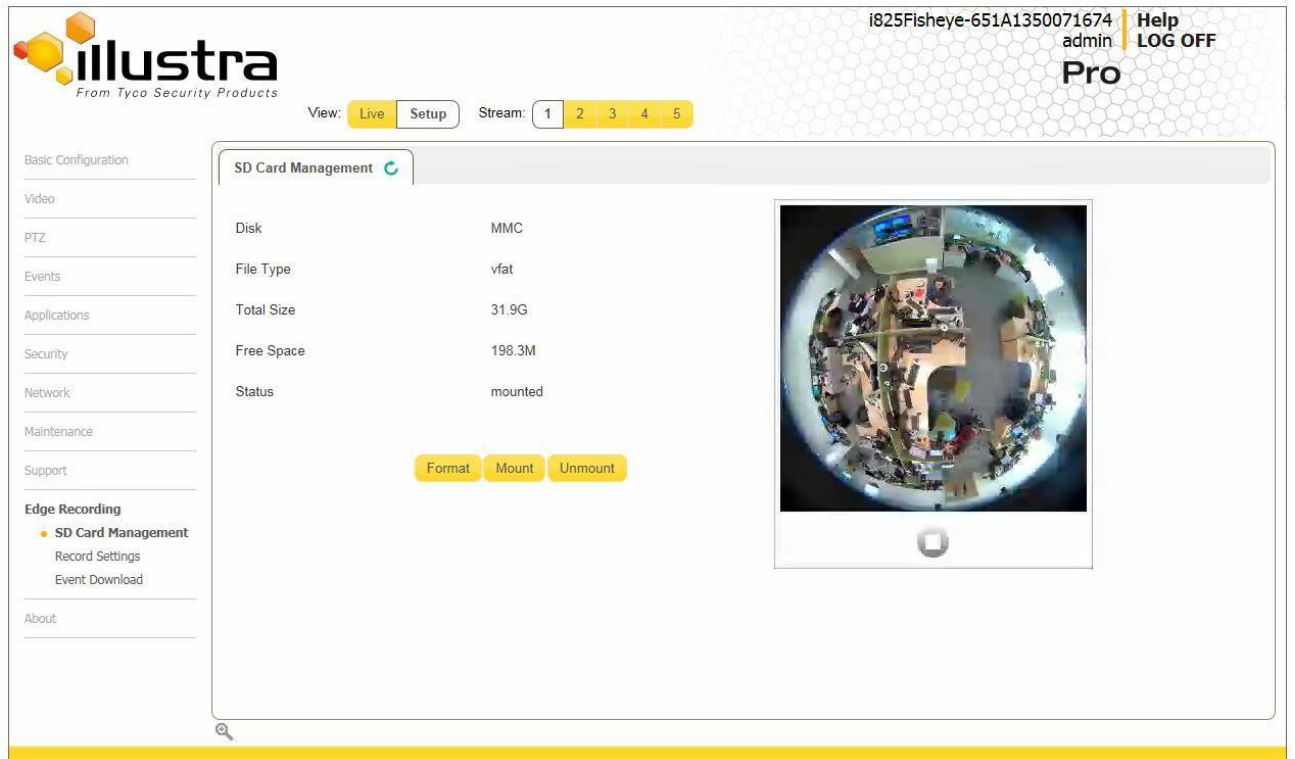 i825Fisheye-651A1350071674 Help
admin LOG OFF
illustra
Pro
From Tyco Security Products
View: Live Setup Stream: 1 2 3 4 5
Basic Configuration
Video
PTZ
Events
Applications
Security
Network
Maintenance
Support
Edge Recording
SD Card Management
Record Settings
Event Download
About
SD Card Management
Disk MMC
File Type vfat
Total Size 31.9G
Free Space 198.3M
Status mounted
Format Mount Unmount